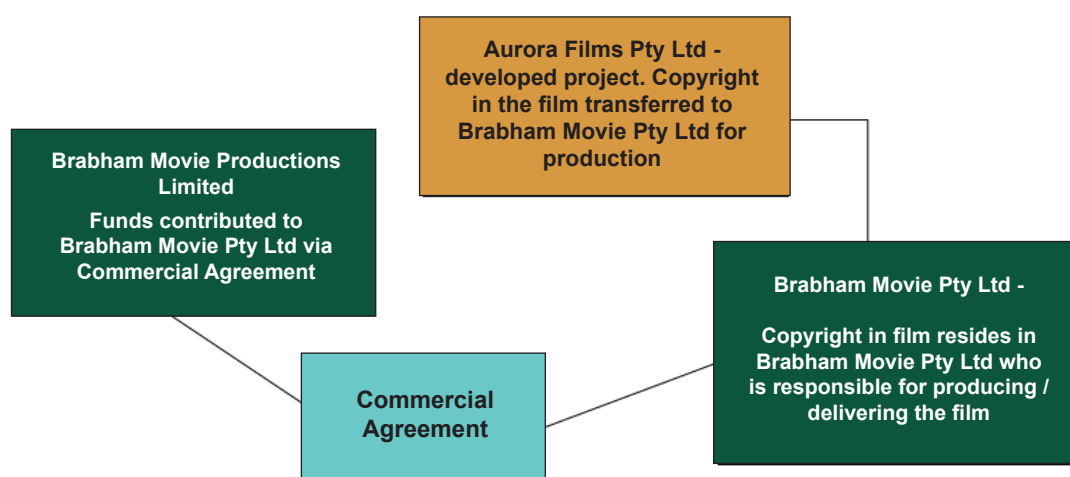 Aurora Films Pty Ltd -
developed project. Copyright
in the film transferred to
Brabham Movie Pty Ltd for
production
Brabham Movie Productions
Limited
Funds contributed to
Brabham Movie Pty Ltd via
Commercial Agreement
Brabham Movie Pty Ltd -
Copyright in film resides in
Brabham Movie Pty Ltd who
is responsible for producing /
delivering the film
Commercial
Agreement